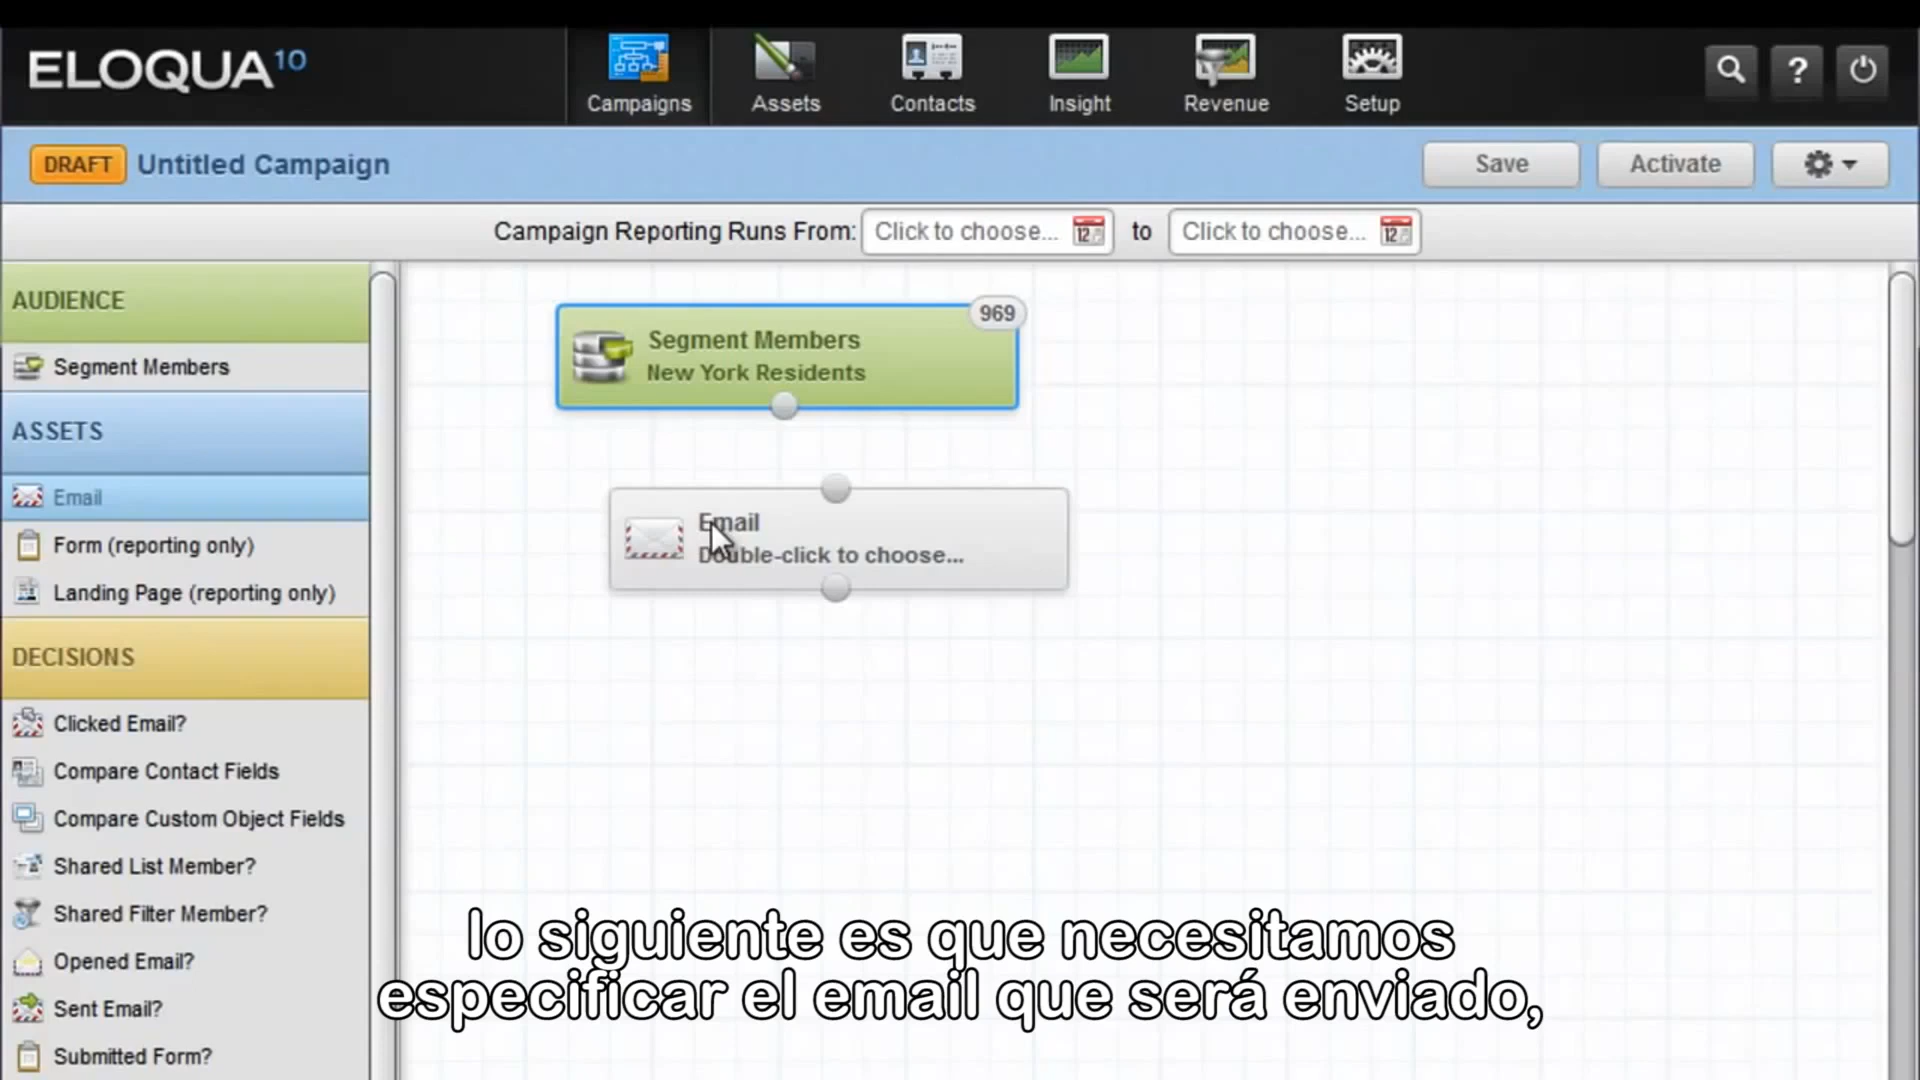 ELOQUA 10
Campaigns
Assets
Contacts
Insight
Revenue
Setup
?
DRAFT
Untitled Campaign
Save
Activate
Campaign Reporting Runs From: Click to choose... 12 to Click to choose... 12
AUDIENCE
Segment Members
ASSETS
Email
Form (reporting only)
Landing Page (reporting only)
DECISIONS
Clicked Email?
Compare Contact Fields
Compare Custom Object Fields
Shared List Member?
Shared Filter Member?
Opened Email?
Sent Email?
Submitted Form?
969
Segment Members
New York Residents
Email
Double-click to choose...
lo siguiente es que necesitamos
especificar el email que será enviado,